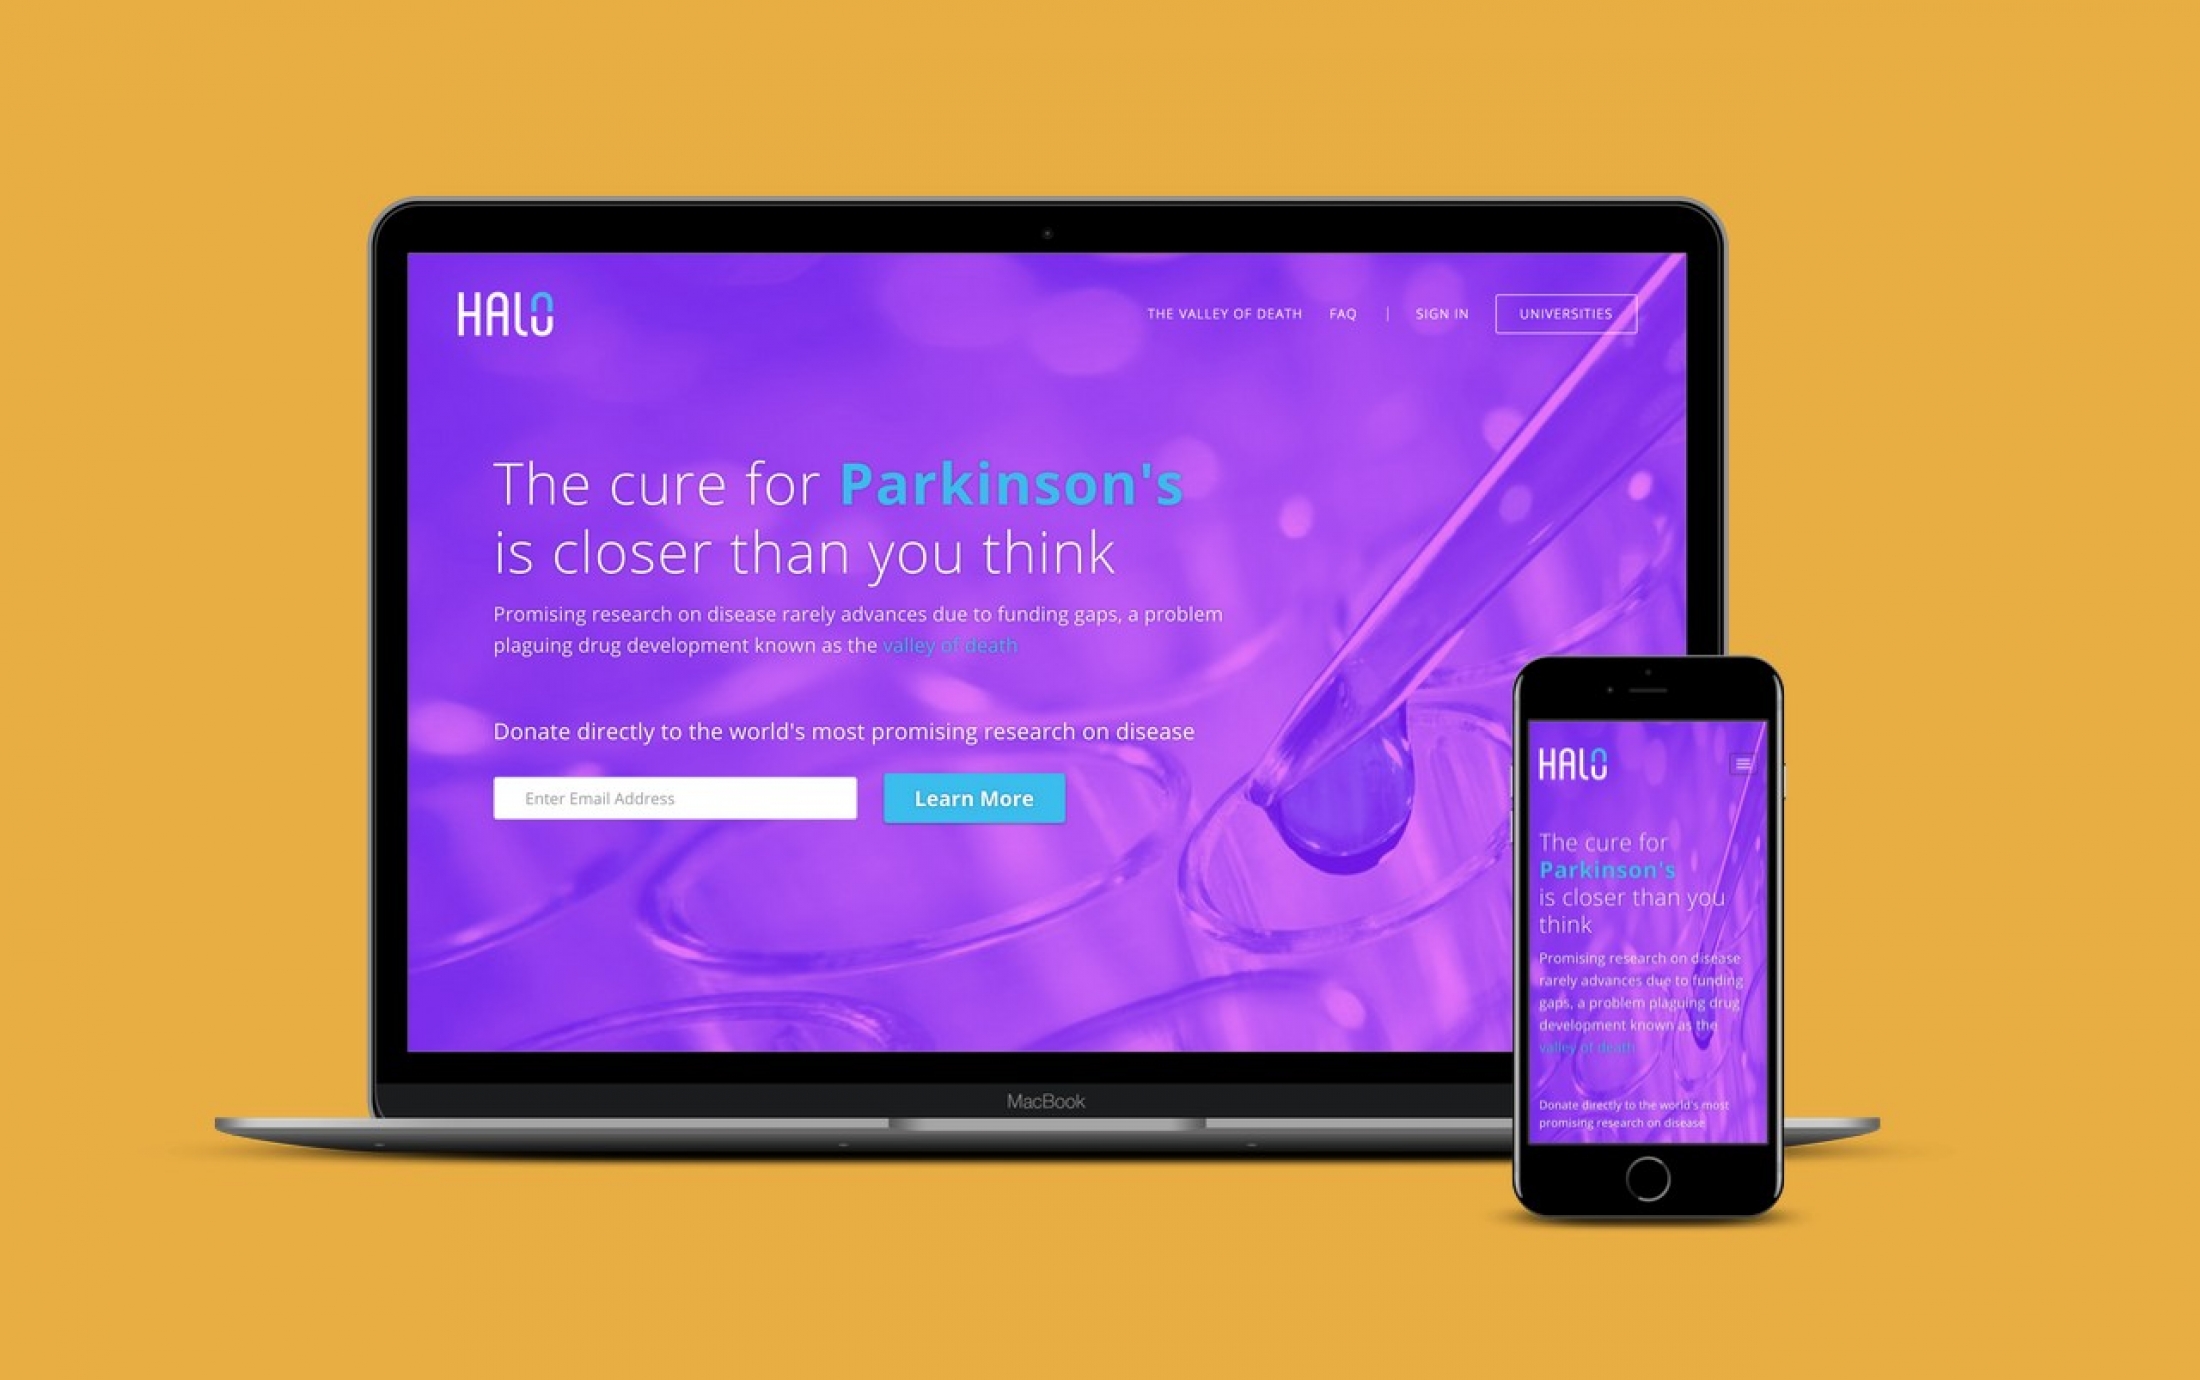 HALO
THE VALLEY OF DEATH FAQ | SIGN IN UNIVERSITIES
The cure for Parkinson's
is closer than you think
Promising research on disease rarely advances due to funding gaps, a problem
plaguing drug development known as the valley of death
Donate directly to the world's most promising research on disease
Enter Email Address
Learn More
MacBook
HALO
The cure for
Parkinson's
is closer than you
think
Promising research on disease
rarely advances due to funding
gaps, a problem plaguing drug
development known as the
valley of death
Donate directly to the world's most
promising research on disease